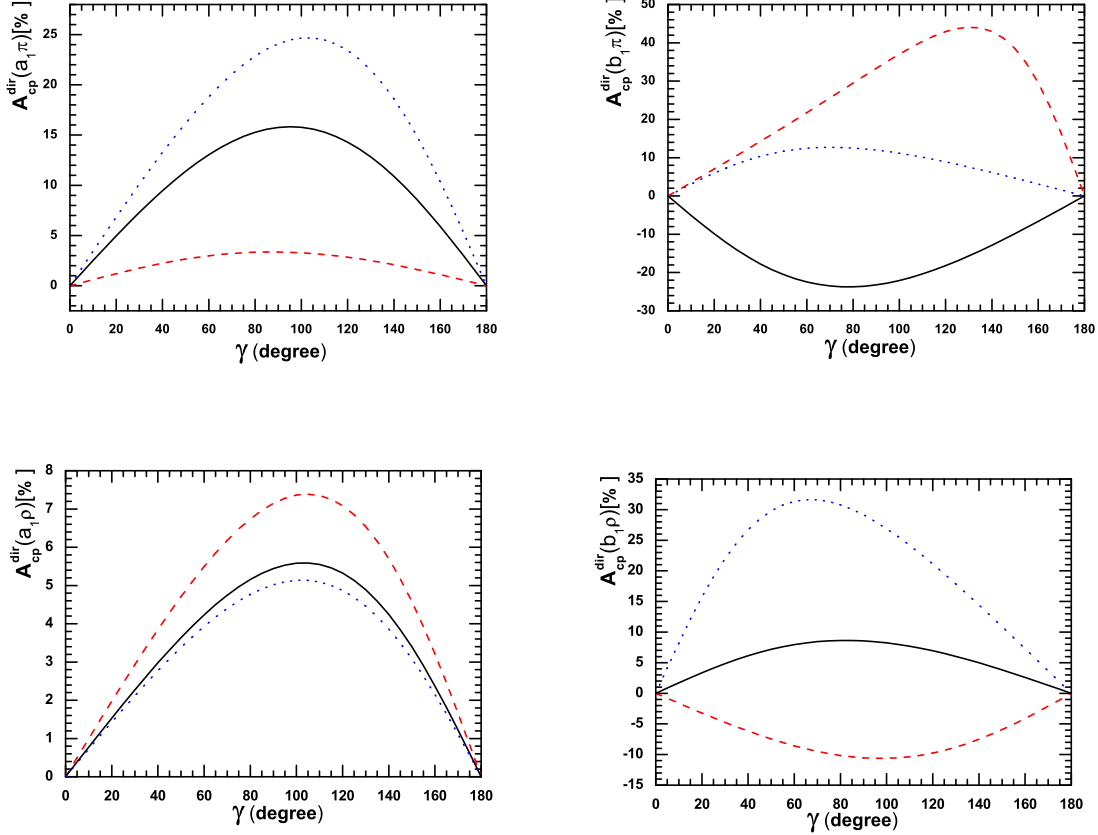 A_cp^dir(a_1π)[% ]
25
20
15
10
5
0
0 20 40 60 80 100 120 140 160 180
γ (degree)
A_cp^dir(b_1π)[% ]
50
40
30
20
10
0
-10
-20
-30
0 20 40 60 80 100 120 140 160 180
γ (degree)
A_cp^dir(a_1ρ)[% ]
8
7
6
5
4
3
2
1
0
0 20 40 60 80 100 120 140 160 180
γ (degree)
A_cp^dir(b_1ρ)[% ]
35
30
25
20
15
10
5
0
-5
-10
-15
0 20 40 60 80 100 120 140 160 180
γ (degree)